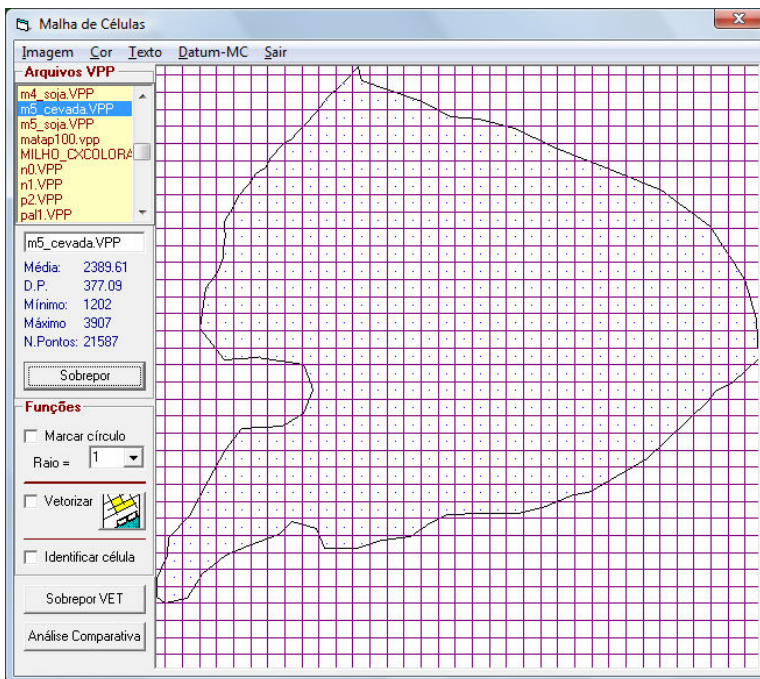 Malha de Células
Imagem Cor Texto Datum-MC Sair
Arquivos VPP
m4_soja.VPP
m5_cevada.VPP
m5_soja.VPP
matap100.vpp
MILHO_CXCOLORA
n0.VPP
n1.VPP
p2.VPP
pal1.VPP
m5_cevada.VPP
Média: 2389.61
D.P. 377.09
Mínimo: 1202
Máximo 3907
N.Pontos: 21587
Sobrepor
Funções
Marcar círculo
Raio = 1
Vetorizar
Identificar célula
Sobrepor VET
Análise Comparativa